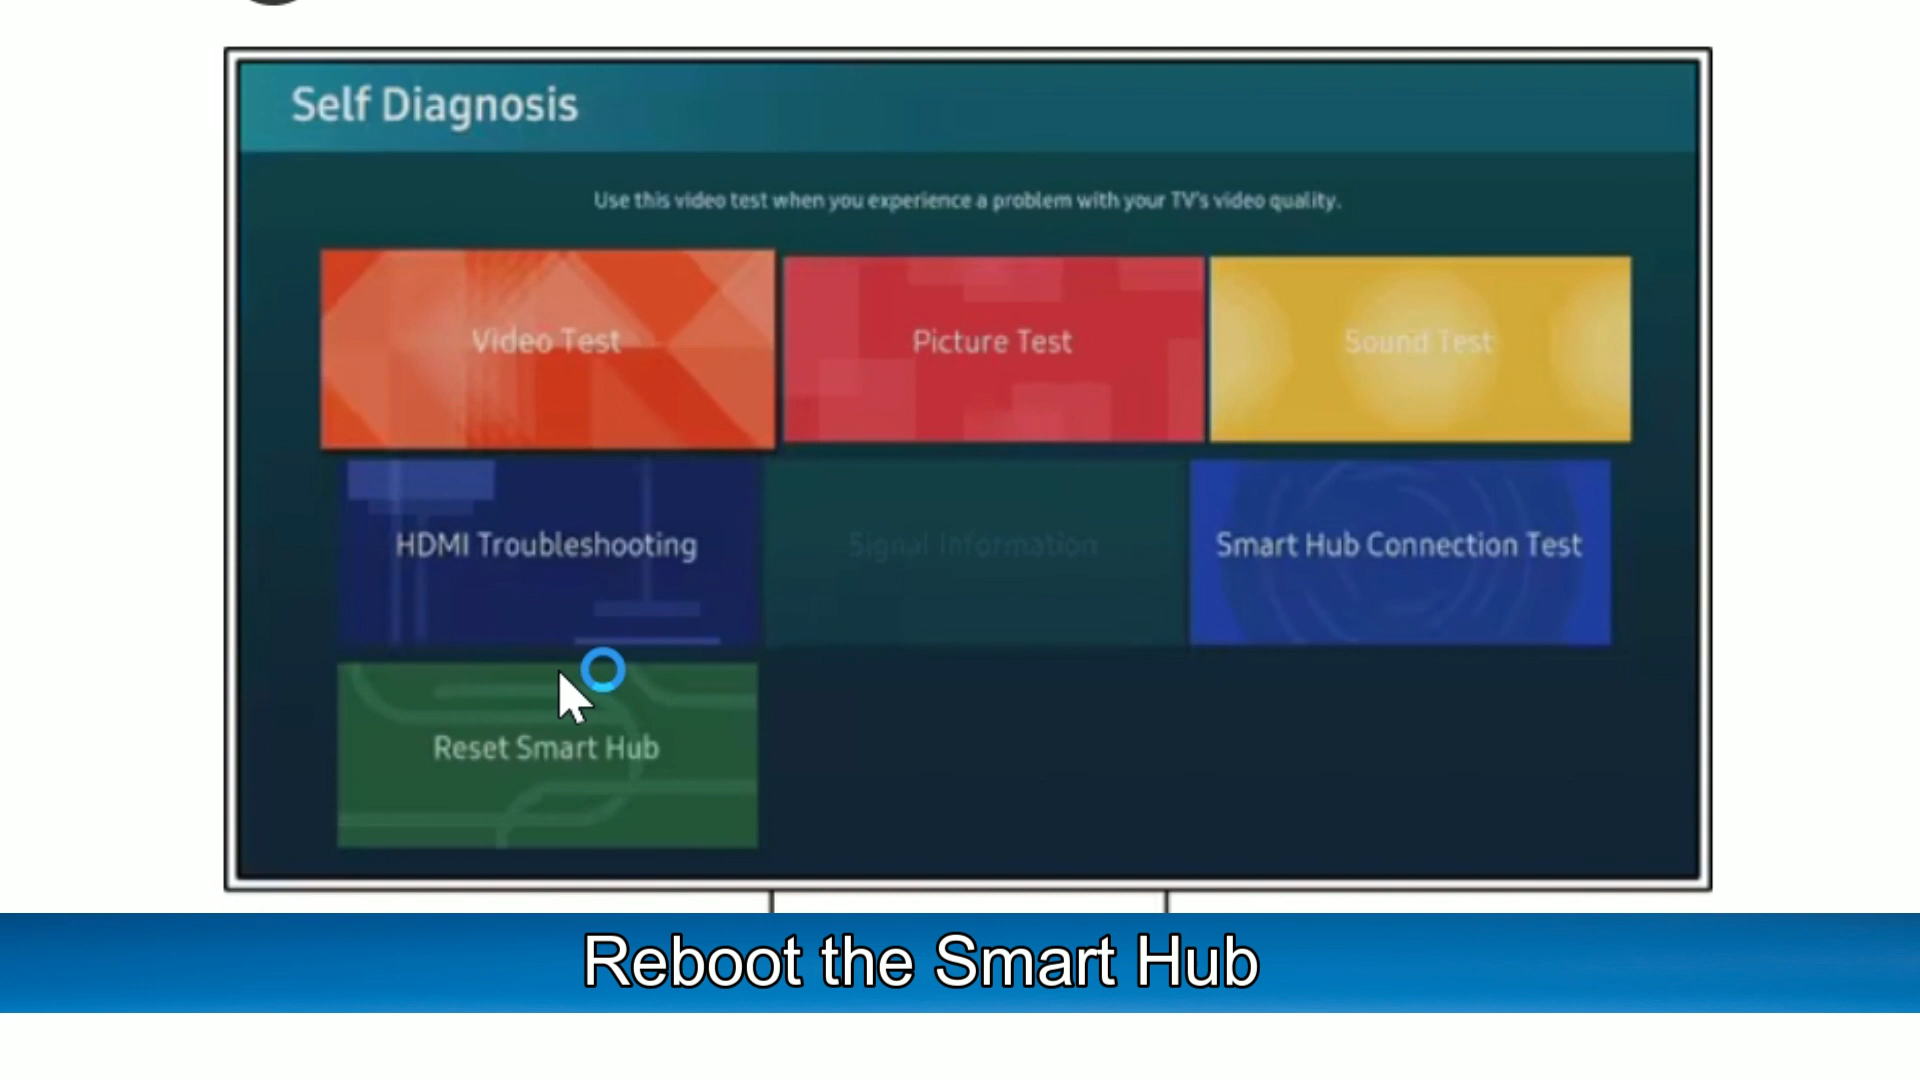 Self Diagnosis
Use this video test when you experience a problem with your TV's video quality.
Video Test
Picture Test
Sound Test
HDMI Troubleshooting
Signal Information
Smart Hub Connection Test
Reset Smart Hub
Reboot the Smart Hub